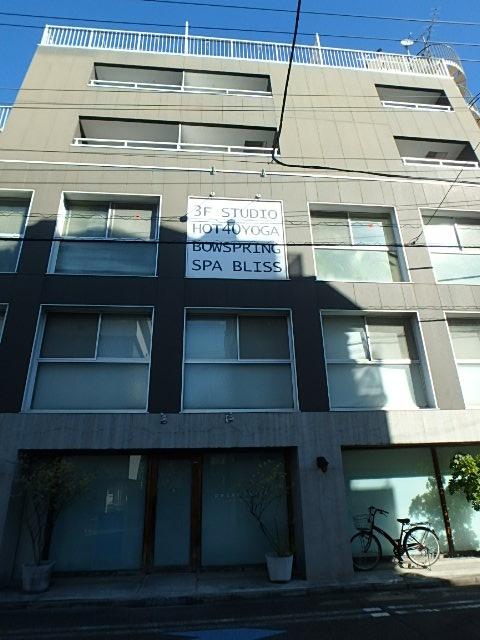 3F STUDIO
HOT40YOGA
BOWSPRING
SPA BLISS